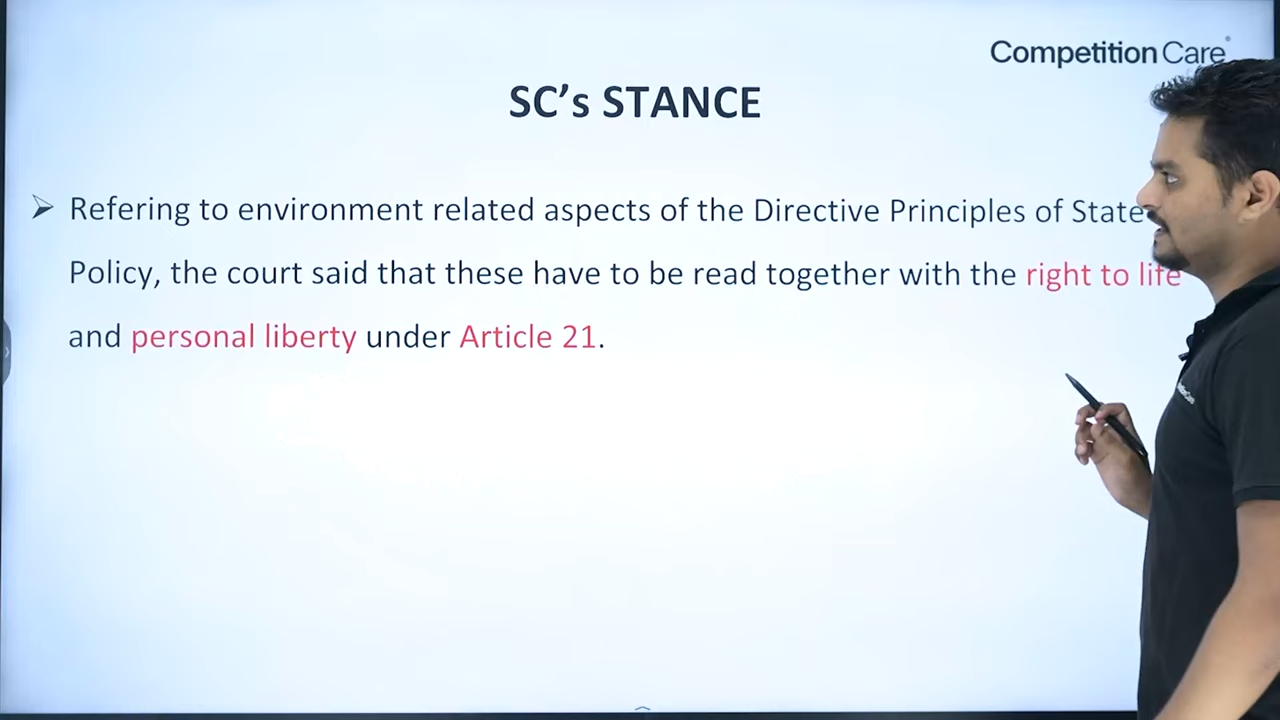 Competition Care
SC's STANCE
➢ Refering to environment related aspects of the Directive Principles of State
Policy, the court said that these have to be read together with the right to life
and personal liberty under Article 21.